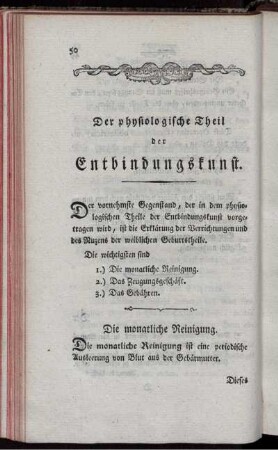 50
Der physiologische Theil
der
Entbindungskunst.
Der vornehmste Gegenstand, der in dem physio-
logischen Theile der Entbindungskunst vorge-
tragen wird, ist die Erklärung der Verrichtungen und
des Nuzens der weiblichen Geburtstheile.
Die wichtigsten sind
1.) Die monatliche Reinigung.
2.) Das Zeugungsgeschäft.
3.) Das Gebähren.
Die monatliche Reinigung.
Die monatliche Reinigung ist eine periodische
Ausleerung von Blut aus der Gebärmutter.
Dieses